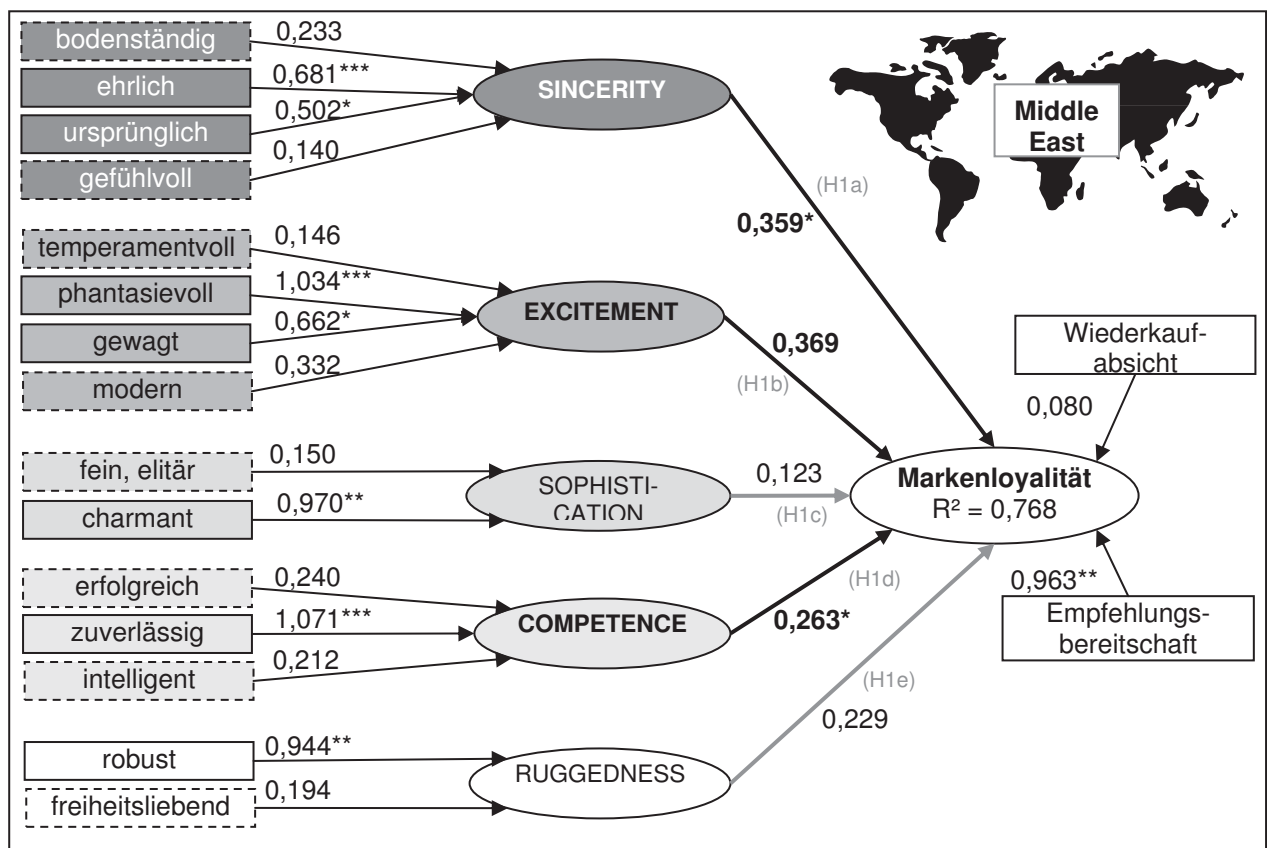 bodenständig
0,233
ehrlich
0,681***
ursprünglich
0,502*
gefühlvoll
0,140
SINCERITY
Middle
East
(H1a)
0,359*
temperamentvoll
0,146
phantasievoll
1,034***
gewagt
0,662*
modern
0,332
EXCITEMENT
0,369
(H1b)
Wiederkauf-
absicht
0,080
fein, elitär
0,150
charmant
0,970**
SOPHISTI-
CATION
0,123
(H1c)
Markenloyalität
R² = 0,768
erfolgreich
0,240
zuverlässig
1,071***
intelligent
0,212
COMPETENCE
(H1d)
0,263*
0,963**
Empfehlungs-
bereitschaft
(H1e)
0,229
robust
0,944**
freiheitsliebend
0,194
RUGGEDNESS